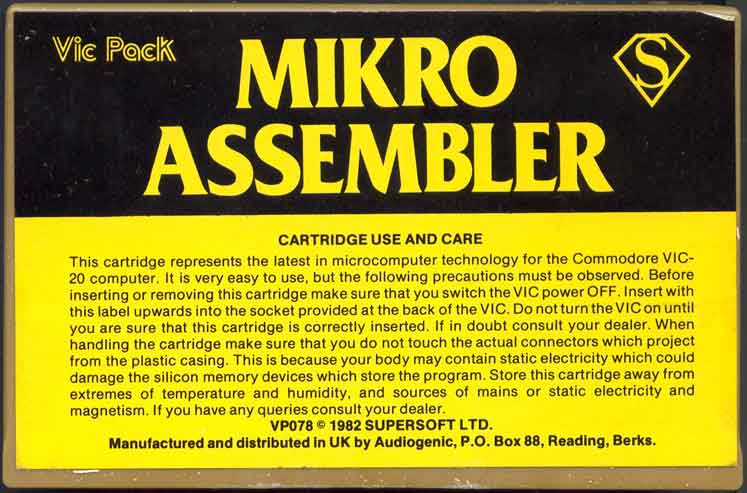 Vic Pack
MIKRO
S
ASSEMBLER
CARTRIDGE USE AND CARE
This cartridge represents the latest in microcomputer technology for the Commodore VIC-
20 computer. It is very easy to use, but the following precautions must be observed. Before
inserting or removing this cartridge make sure that you switch the VIC power OFF. Insert with
this label upwards into the socket provided at the back of the VIC. Do not turn the VIC on until
you are sure that this cartridge is correctly inserted. If in doubt consult your dealer. When
handling the cartridge make sure that you do not touch the actual connectors which project
from the plastic casing. This is because your body may contain static electricity which could
damage the silicon memory devices which store the program. Store this cartridge away from
extremes of temperature and humidity, and sources of mains or static electricity and
magnetism. If you have any queries consult your dealer.
VP078 © 1982 SUPERSOFT LTD.
Manufactured and distributed in UK by Audiogenic, P.O. Box 88, Reading, Berks.